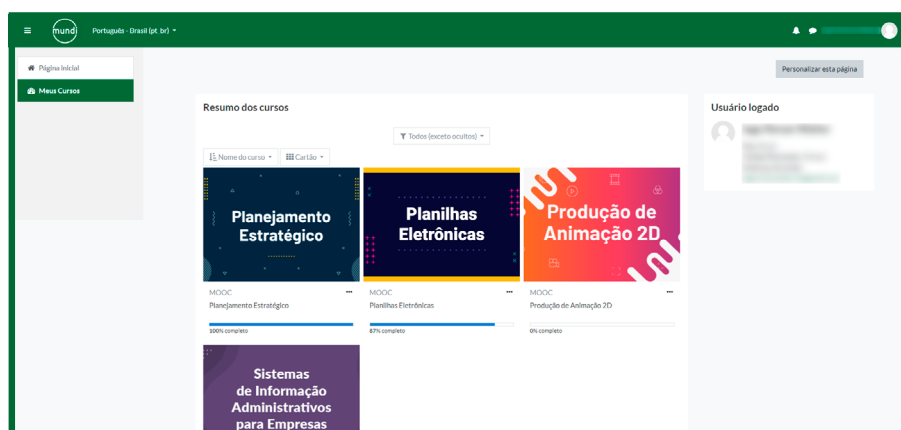 mundi
Português - Brasil (pt_br)
Página Inicial
Meus Cursos
Personalizar esta página
Resumo dos cursos
Todos (exceto ocultos)
Nome do curso
Cartão
Planejamento
Estratégico
MOOC
Planejamento Estratégico
100% completo
Planilhas
Eletrônicas
MOOC
Planilhas Eletrônicas
87% completo
Produção de
Animação 2D
MOOC
Produção de Animação 2D
0% completo
Sistemas
de Informação
Administrativos
para Empresas
Usuário logado